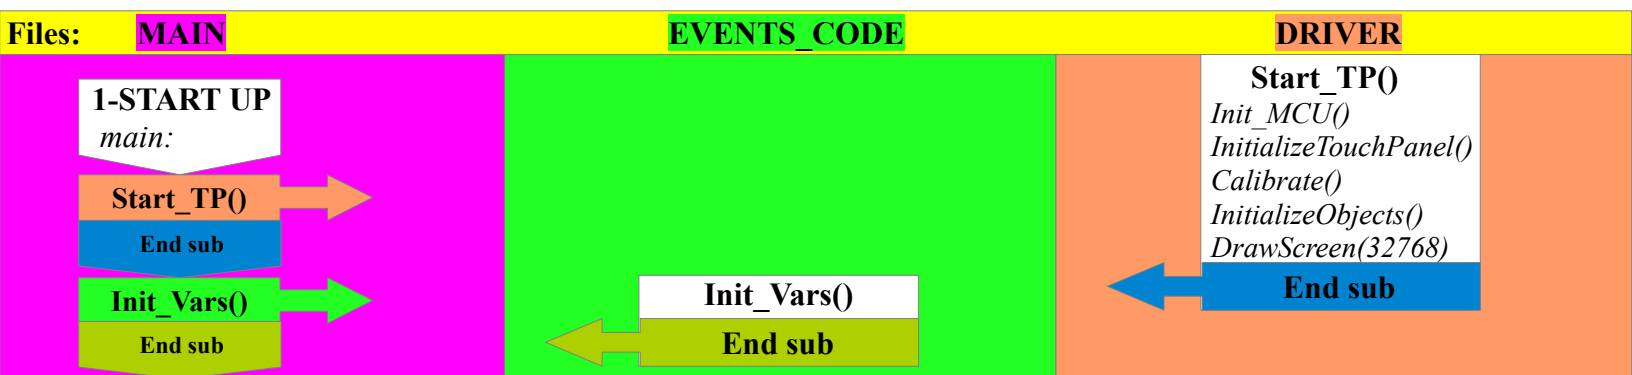 Files: MAIN EVENTS_CODE DRIVER
1-START UP
main:
Start_TP()
End sub
Init_Vars()
End sub
Init_Vars()
End sub
Start_TP()
Init_MCU()
InitializeTouchPanel()
Calibrate()
InitializeObjects()
DrawScreen(32768)
End sub